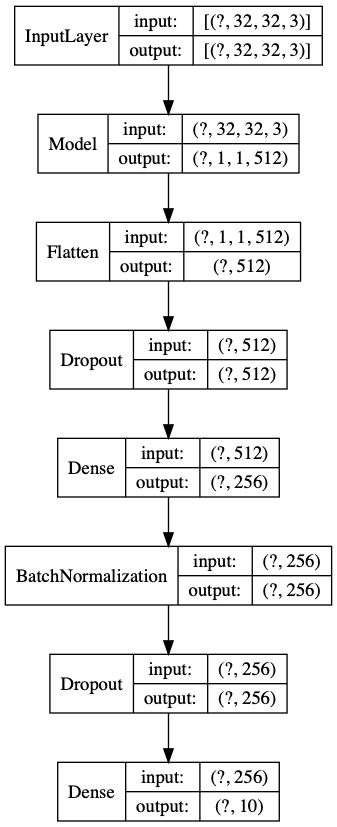 InputLayer input: [(?, 32, 32, 3)]
output: [(?, 32, 32, 3)]
Model input: (?, 32, 32, 3)
output: (?, 1, 1, 512)
Flatten input: (?, 1, 1, 512)
output: (?, 512)
Dropout input: (?, 512)
output: (?, 512)
Dense input: (?, 512)
output: (?, 256)
BatchNormalization input: (?, 256)
output: (?, 256)
Dropout input: (?, 256)
output: (?, 256)
Dense input: (?, 256)
output: (?, 10)